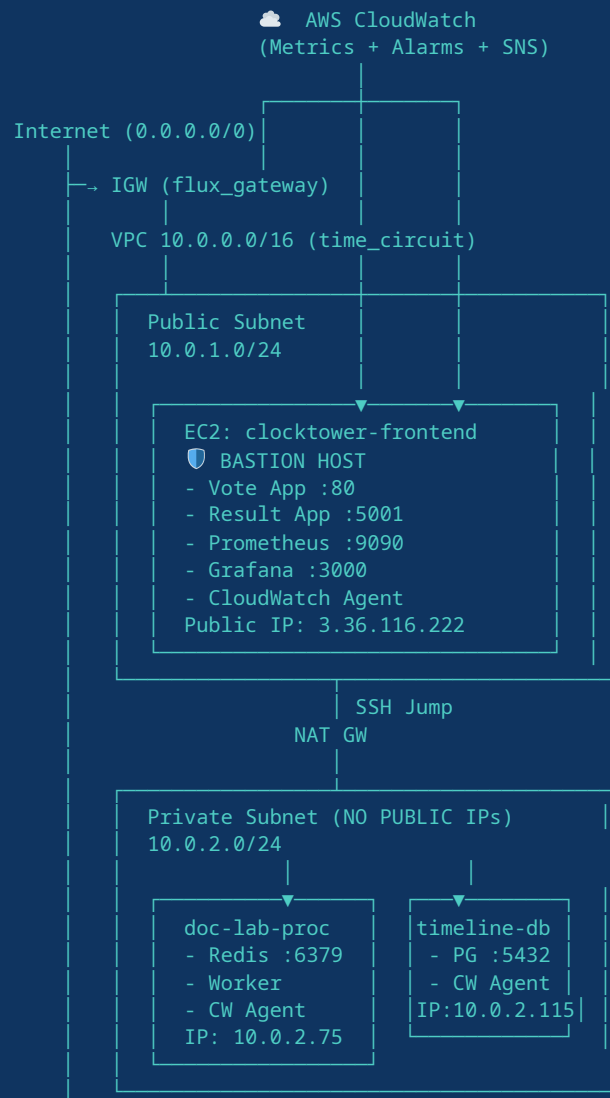 AWS CloudWatch
(Metrics + Alarms + SNS)
Internet (0.0.0.0/0)
IGW (flux_gateway)
VPC 10.0.0.0/16 (time_circuit)
Public Subnet
10.0.1.0/24
EC2: clocktower-frontend
BASTION HOST
- Vote App :80
- Result App :5001
- Prometheus :9090
- Grafana :3000
- CloudWatch Agent
Public IP: 3.36.116.222
SSH Jump
NAT GW
Private Subnet (NO PUBLIC IPs)
10.0.2.0/24
doc-lab-proc
- Redis :6379
- Worker
- CW Agent
IP: 10.0.2.75
timeline-db
- PG :5432
- CW Agent
IP:10.0.2.115